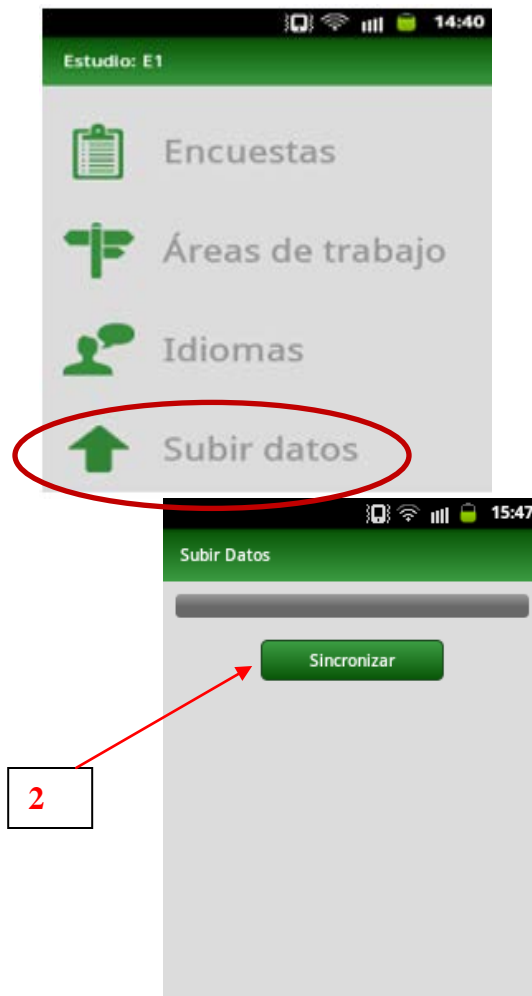 14:40
Estudio: E1
Encuestas
Áreas de trabajo
Idiomas
Subir datos
15:47
Subir Datos
Sincronizar
2